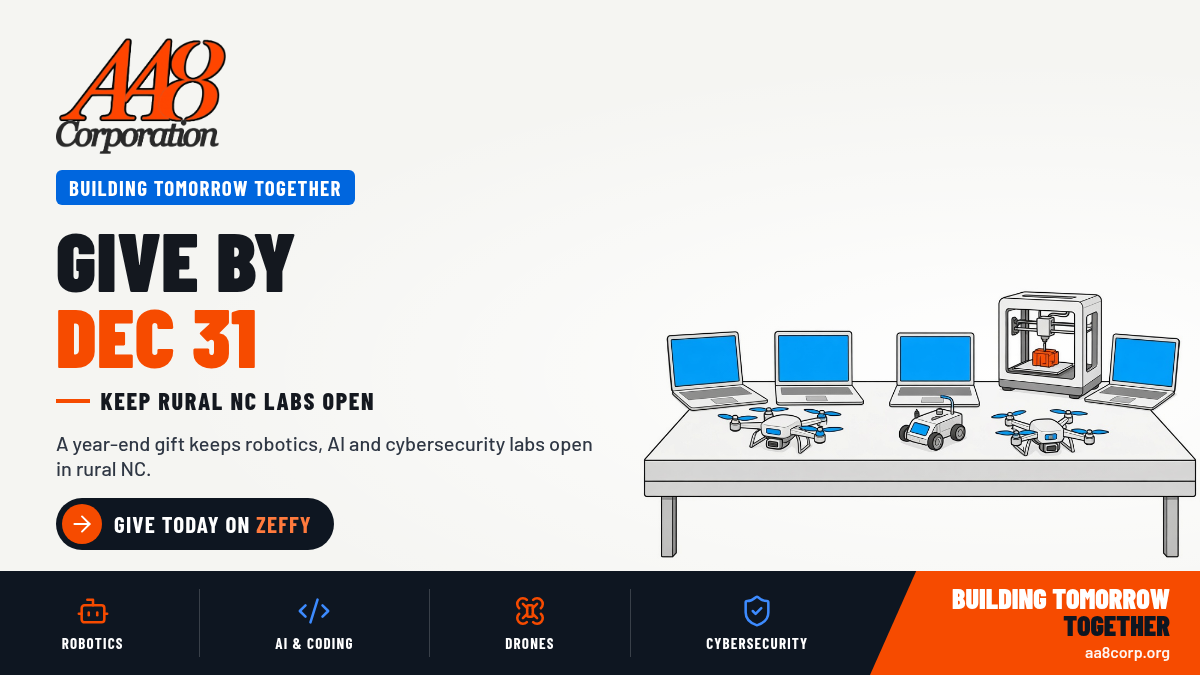 AA8
Corporation
BUILDING TOMORROW TOGETHER
GIVE BY
DEC 31
KEEP RURAL NC LABS OPEN
A year-end gift keeps robotics, AI and cybersecurity labs open
in rural NC.
GIVE TODAY ON ZEFFY
ROBOTICS
AI & CODING
DRONES
CYBERSECURITY
BUILDING TOMORROW
TOGETHER
aa8corp.org